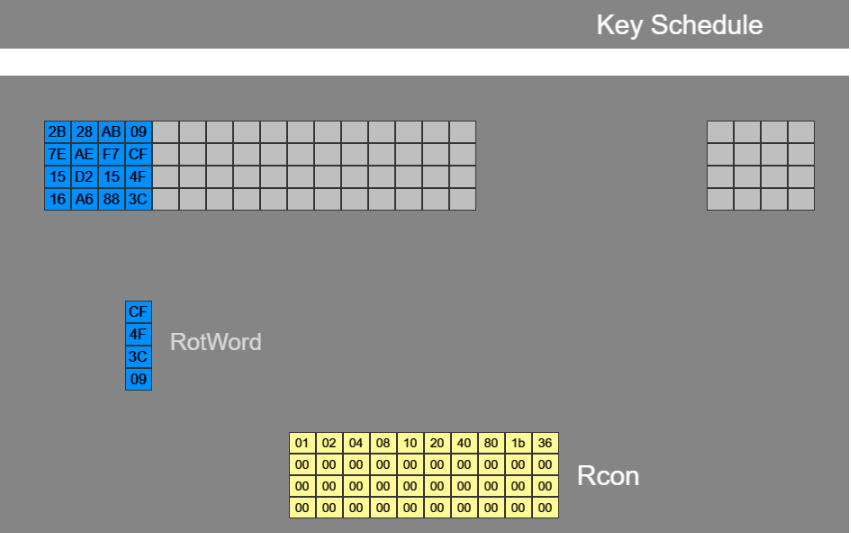 Key Schedule
2B 28 AB 09
7E AE F7 CF
15 D2 15 4F
16 A6 88 3C
CF
4F
3C
09
RotWord
01 02 04 08 10 20 40 80 1b 36
00 00 00 00 00 00 00 00 00 00
00 00 00 00 00 00 00 00 00 00
00 00 00 00 00 00 00 00 00 00
Rcon